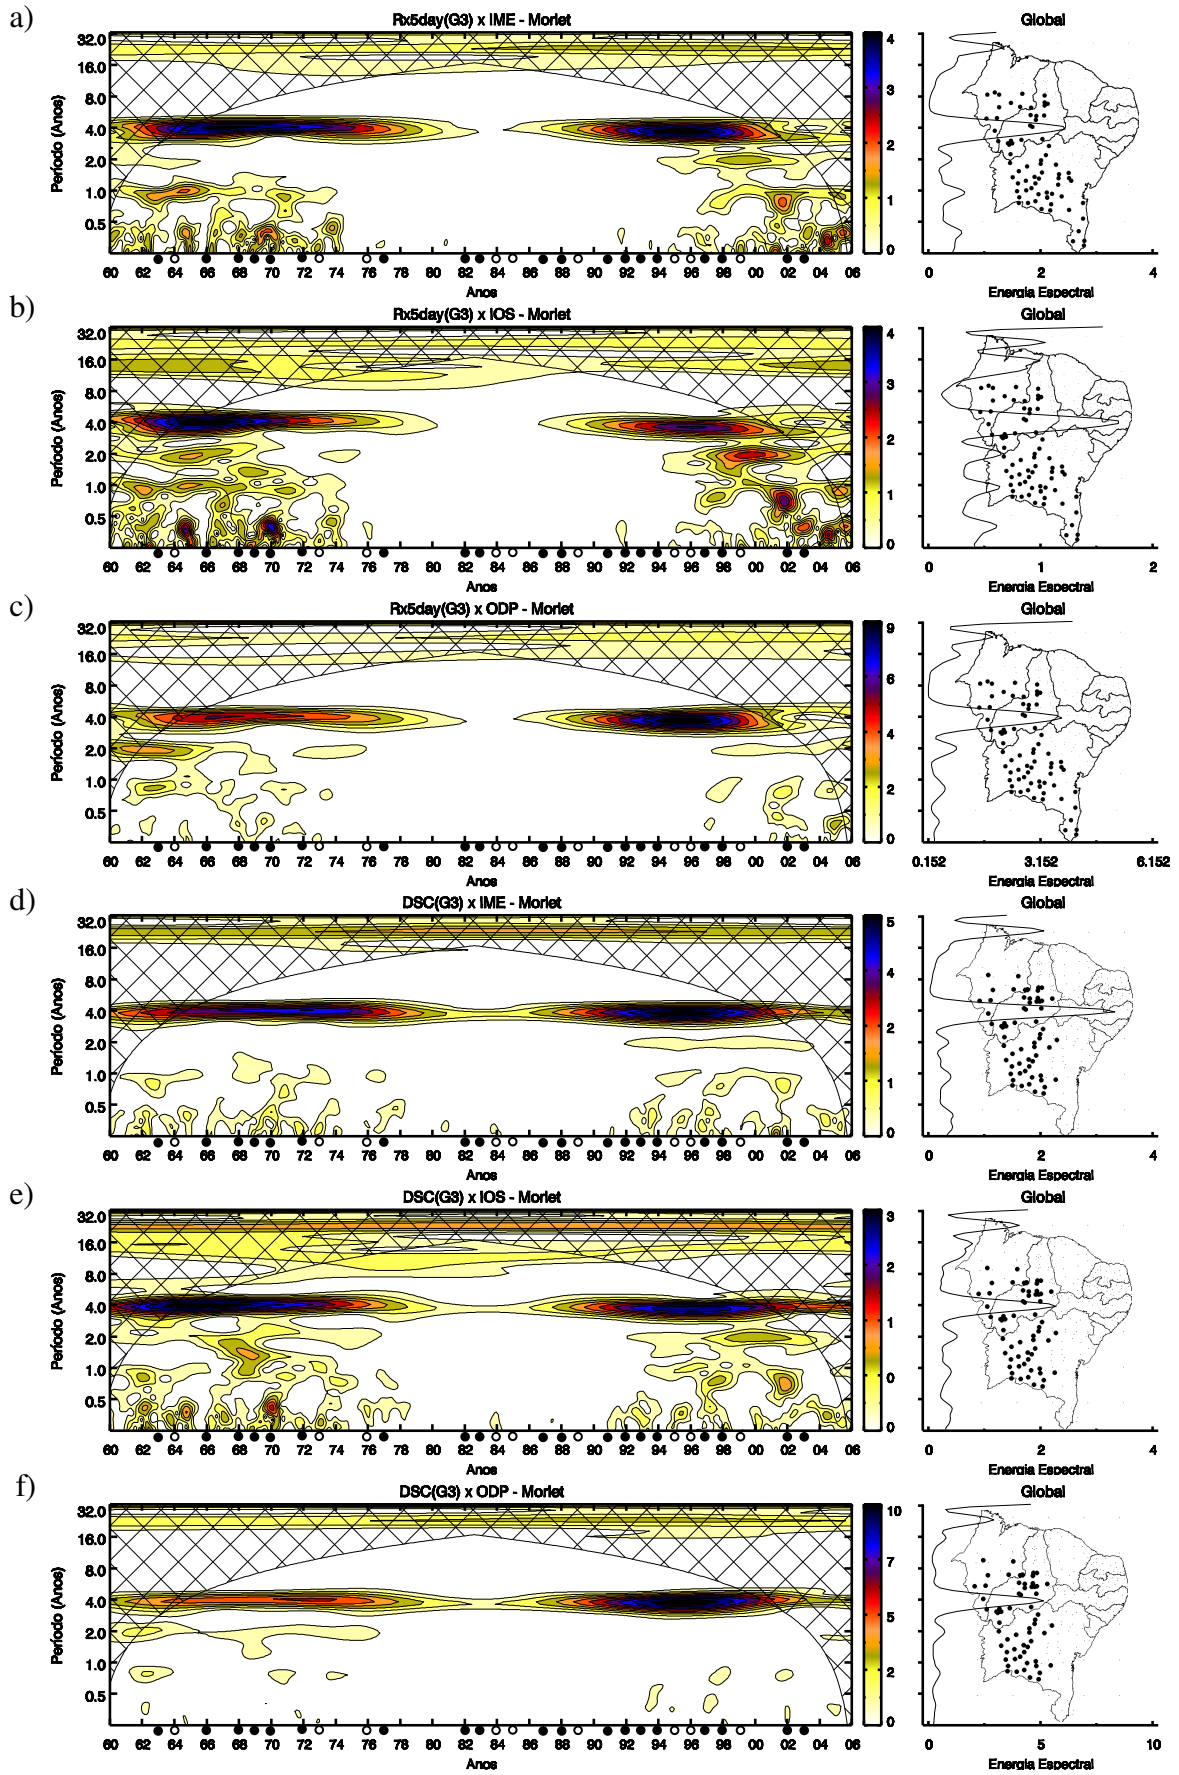 a)
Rx5day(G3) x IME - Morlet
Global
Período (Anos)
32.0
16.0
8.0
4.0
2.0
1.0
0.5
60 62 64 66 68 70 72 74 76 78 80 82 84 86 88 90 92 94 96 98 00 02 04 06
Anos
4
3
2
1
0
0 2 4
Energia Espectral
b)
Rx5day(G3) x IOS - Morlet
Global
Período (Anos)
32.0
16.0
8.0
4.0
2.0
1.0
0.5
60 62 64 66 68 70 72 74 76 78 80 82 84 86 88 90 92 94 96 98 00 02 04 06
Anos
4
3
2
1
0
0 1 2
Energia Espectral
c)
Rx5day(G3) x ODP - Morlet
Global
Período (Anos)
32.0
16.0
8.0
4.0
2.0
1.0
0.5
60 62 64 66 68 70 72 74 76 78 80 82 84 86 88 90 92 94 96 98 00 02 04 06
Anos
9
6
4
2
0
0.152 3.152 6.152
Energia Espectral
d)
DSC(G3) x IME - Morlet
Global
Período (Anos)
32.0
16.0
8.0
4.0
2.0
1.0
0.5
60 62 64 66 68 70 72 74 76 78 80 82 84 86 88 90 92 94 96 98 00 02 04 06
Anos
5
4
2
1
0
0 2 4
Energia Espectral
e)
DSC(G3) x IOS - Morlet
Global
Período (Anos)
32.0
16.0
8.0
4.0
2.0
1.0
0.5
60 62 64 66 68 70 72 74 76 78 80 82 84 86 88 90 92 94 96 98 00 02 04 06
Anos
3
2
1
0
0
0 2 4
Energia Espectral
f)
DSC(G3) x ODP - Morlet
Global
Período (Anos)
32.0
16.0
8.0
4.0
2.0
1.0
0.5
60 62 64 66 68 70 72 74 76 78 80 82 84 86 88 90 92 94 96 98 00 02 04 06
Anos
10
7
5
2
0
0 5 10
Energia Espectral